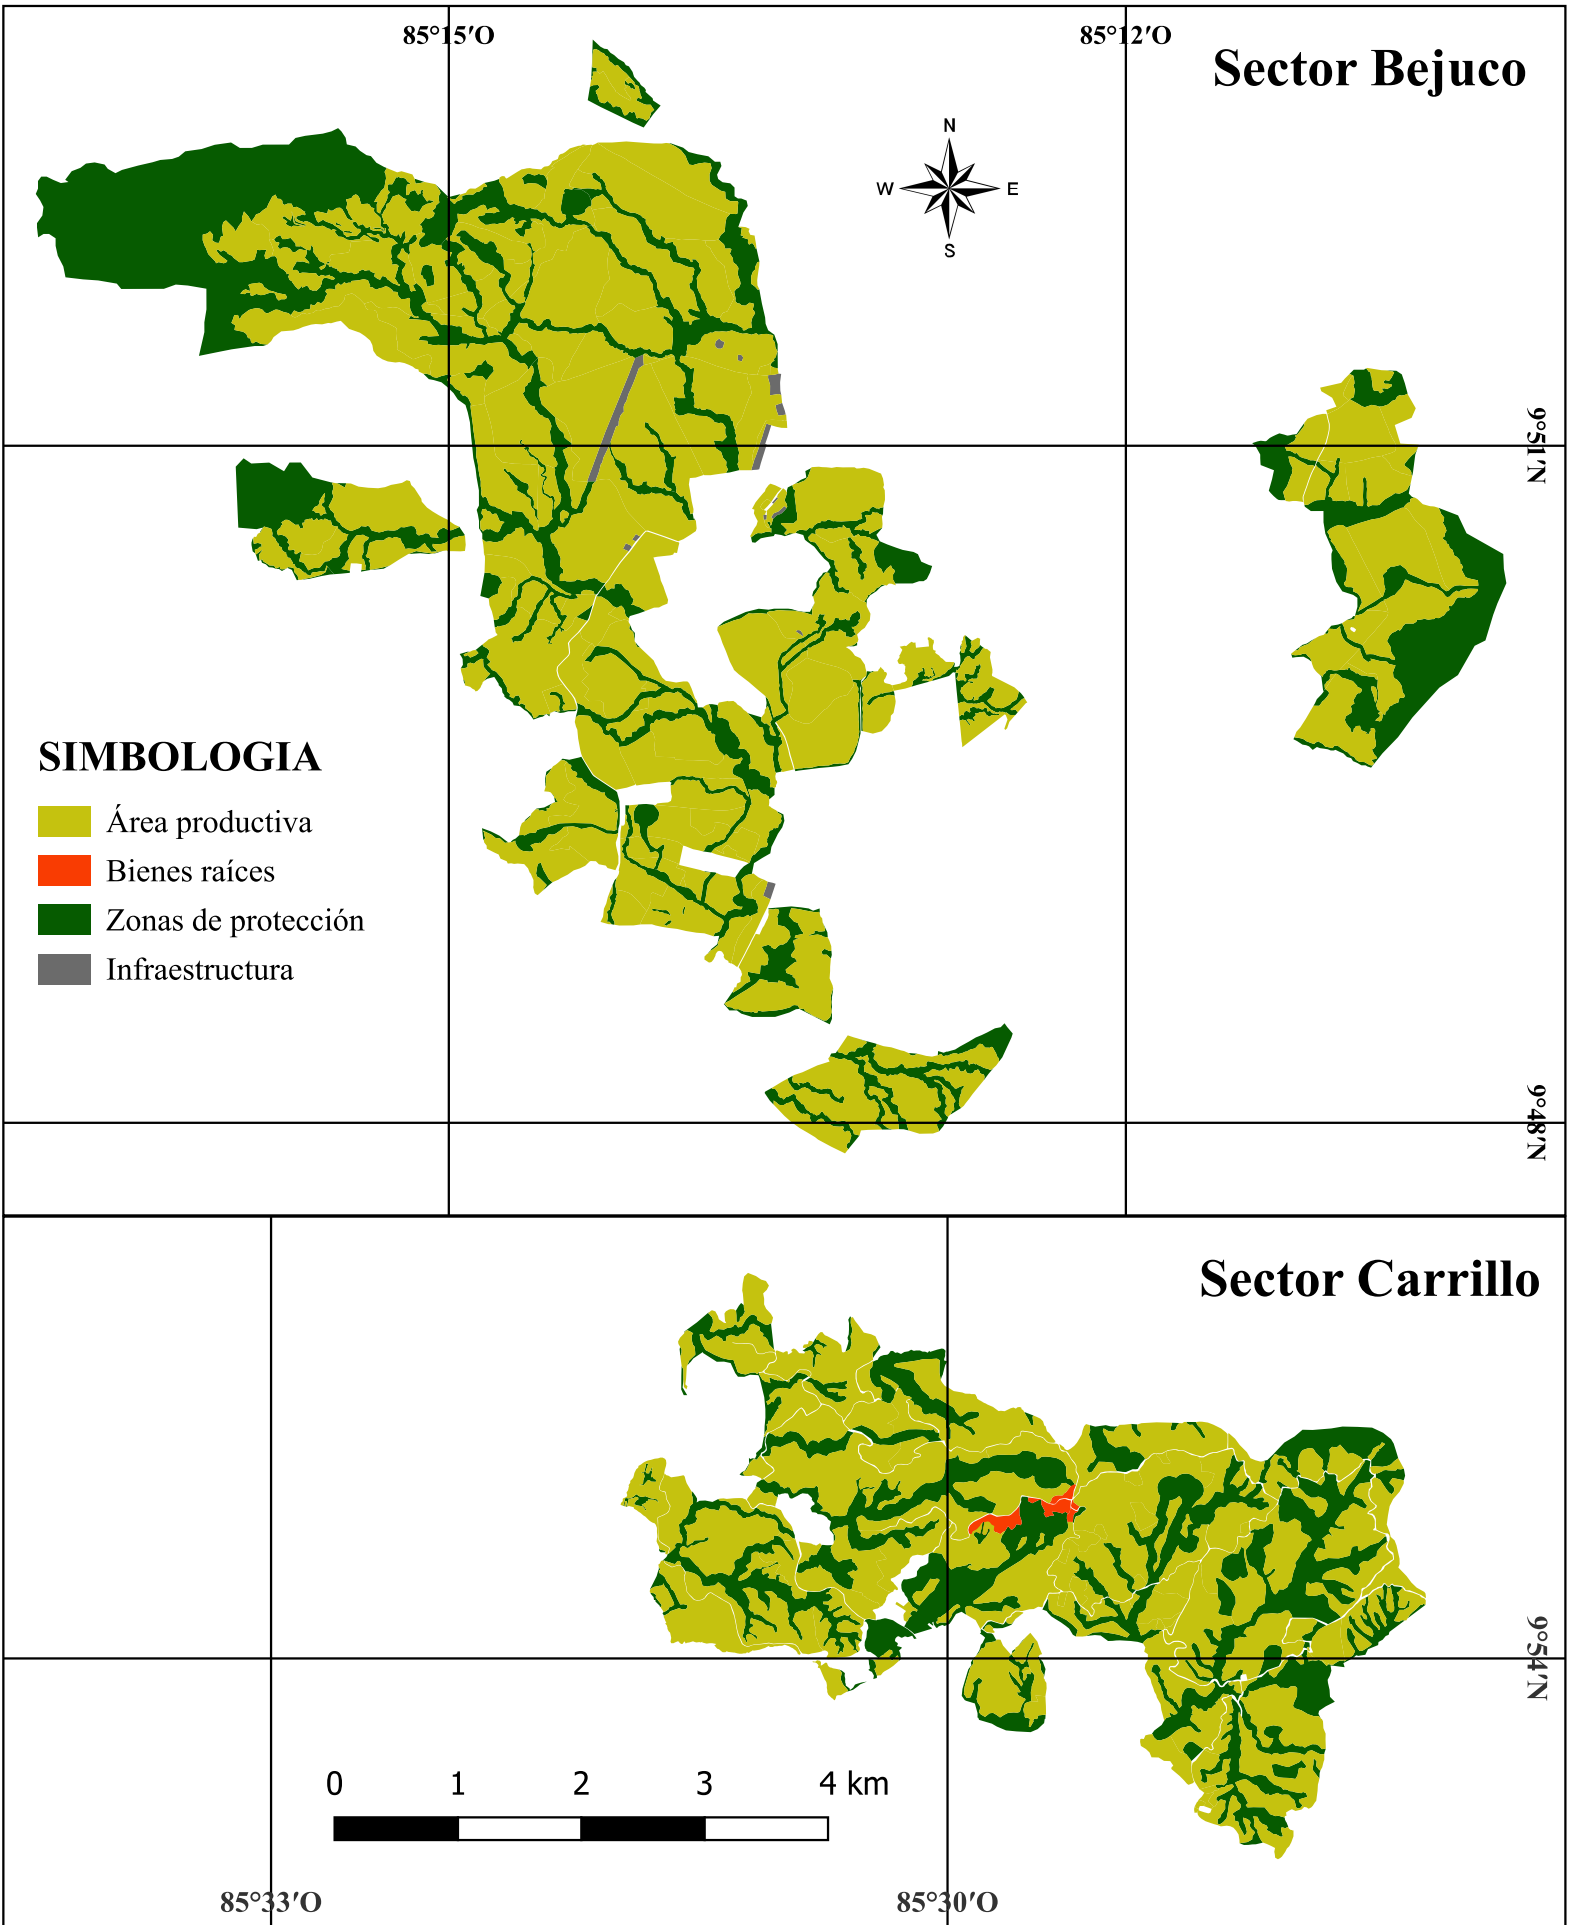 85°15'O
85°12'O
Sector Bejuco
N
W
E
S
9°51'N
SIMBOLOGIA
Área productiva
Bienes raíces
Zonas de protección
Infraestructura
9°48'N
Sector Carrillo
9°54'N
0 1 2 3 4 km
85°33'O
85°30'O